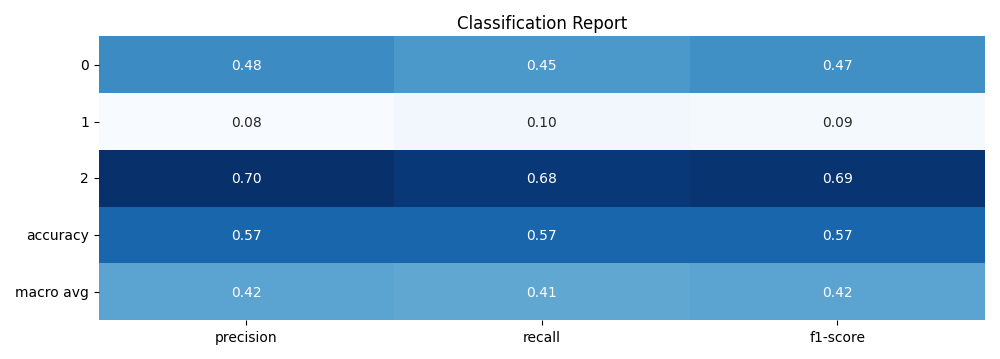 Classification Report
0 0.48 0.45 0.47
1 0.08 0.10 0.09
2 0.70 0.68 0.69
accuracy 0.57 0.57 0.57
macro avg 0.42 0.41 0.42
precision recall f1-score